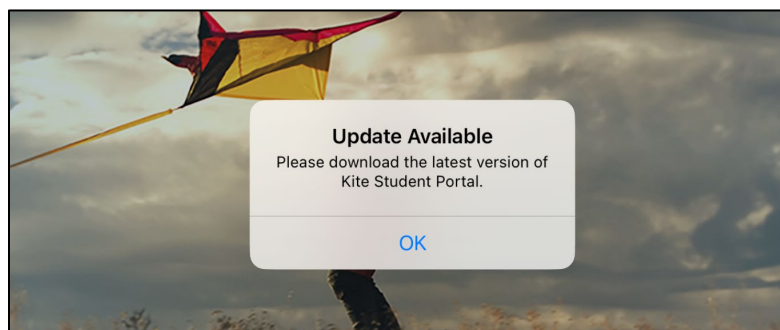 Update Available
Please download the latest version of
Kite Student Portal.
OK